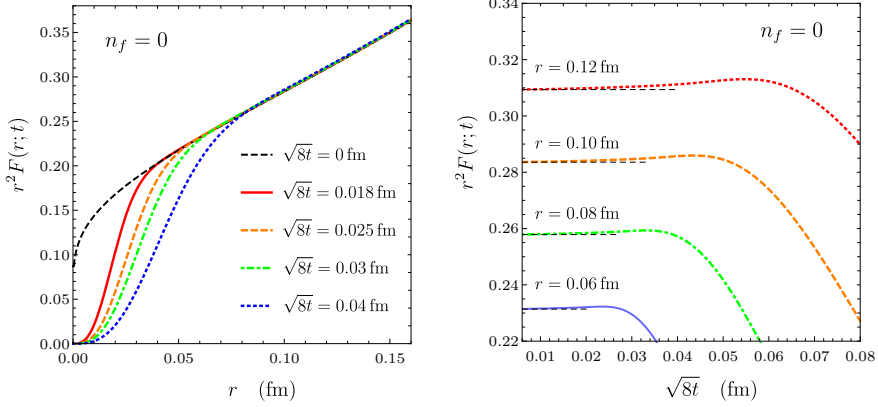 n_f = 0
r²F(r; t)
0.35
0.30
0.25
0.20
0.15
0.10
0.05
0.00
√8t = 0 fm
√8t = 0.018 fm
√8t = 0.025 fm
√8t = 0.03 fm
√8t = 0.04 fm
0.00 0.05 0.10 0.15
r (fm)
n_f = 0
r²F(r; t)
0.34
0.32
0.30
0.28
0.26
0.24
0.22
r = 0.12 fm
r = 0.10 fm
r = 0.08 fm
r = 0.06 fm
0.01 0.02 0.03 0.04 0.05 0.06 0.07 0.08
√8t (fm)